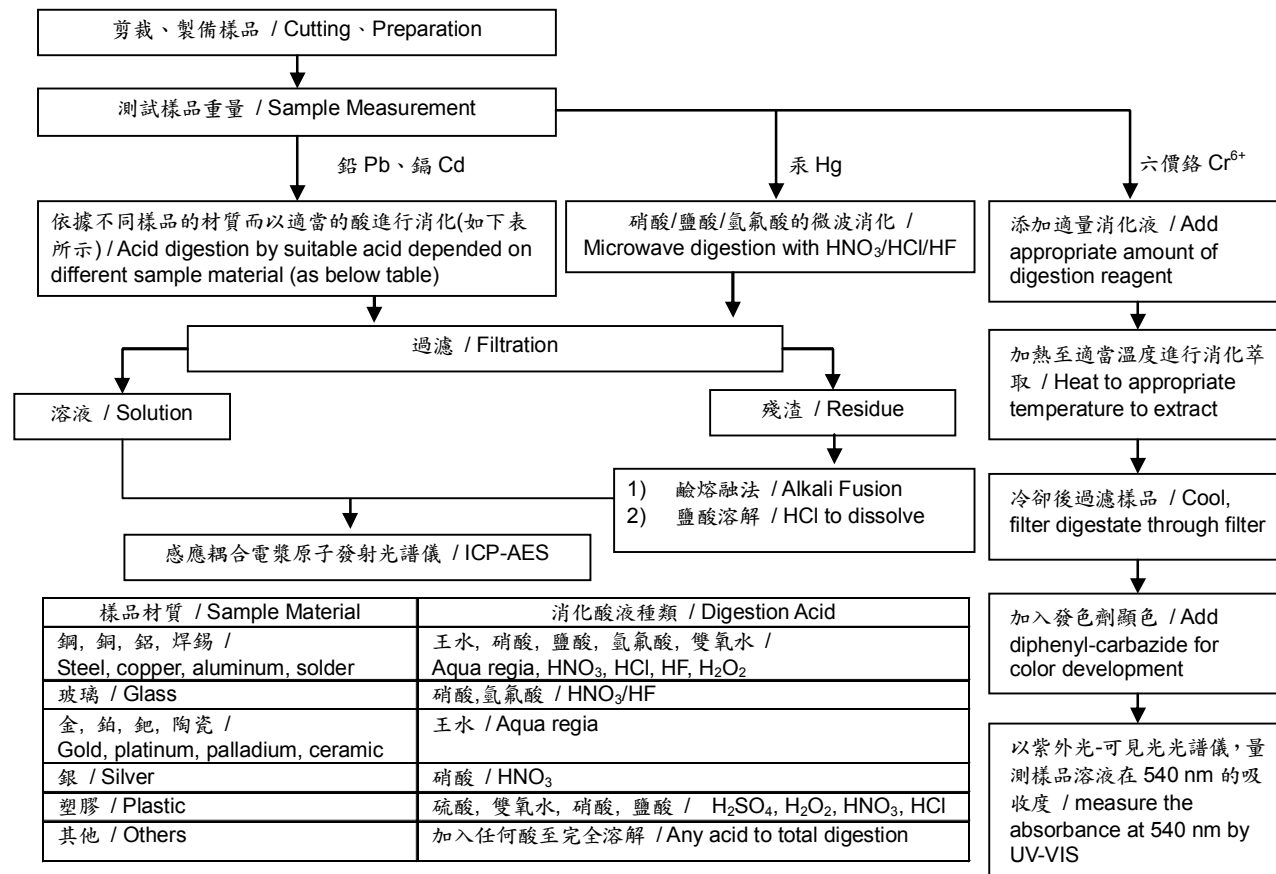 剪裁、製備樣品 / Cutting、Preparation
測試樣品重量 / Sample Measurement
鉛 Pb、鎘 Cd
汞 Hg
六價鉻 Cr⁶⁺
依據不同樣品的材質而以適當的酸進行消化(如下表
所示) / Acid digestion by suitable acid depended on
different sample material (as below table)
硝酸/鹽酸/氫氟酸的微波消化 /
Microwave digestion with HNO₃/HCl/HF
添加適量消化液 / Add
appropriate amount of
digestion reagent
過濾 / Filtration
加熱至適當溫度進行消化萃
取 / Heat to appropriate
temperature to extract
溶液 / Solution
殘渣 / Residue
1) 鹼熔融法 / Alkali Fusion
2) 鹽酸溶解 / HCl to dissolve
冷卻後過濾樣品 / Cool,
filter digestate through filter
感應耦合電漿原子發射光譜儀 / ICP-AES
加入發色劑顯色 / Add
diphenyl-carbazide for
color development
以紫外光-可見光光譜儀，量
測樣品溶液在 540 nm 的吸
收度 / measure the
absorbance at 540 nm by
UV-VIS
樣品材質 / Sample Material 消化酸液種類 / Digestion Acid
鋼, 銅, 鋁, 焊錫 / 王水, 硝酸, 鹽酸, 氫氟酸, 雙氧水 /
Steel, copper, aluminum, solder Aqua regia, HNO₃, HCl, HF, H₂O₂
玻璃 / Glass 硝酸,氫氟酸 / HNO₃/HF
金, 鉑, 鈀, 陶瓷 / 王水 / Aqua regia
Gold, platinum, palladium, ceramic
銀 / Silver 硝酸 / HNO₃
塑膠 / Plastic 硫酸, 雙氧水, 硝酸, 鹽酸 / H₂SO₄, H₂O₂, HNO₃, HCl
其他 / Others 加入任何酸至完全溶解 / Any acid to total digestion